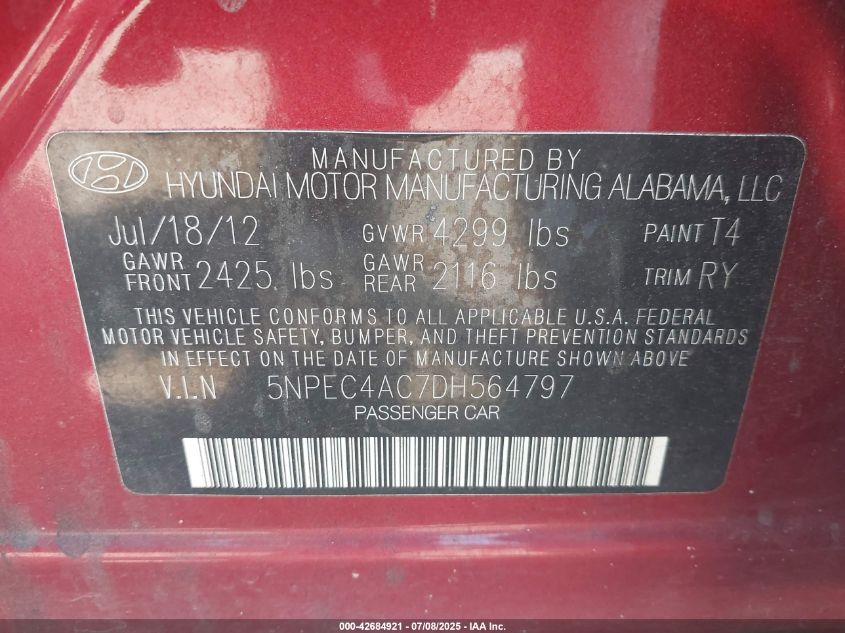 MANUFACTURED BY
HYUNDAI MOTOR MANUFACTURING ALABAMA, LLC
Jul/18/12 GVWR 4299 lbs PAINT T4
GAWR FRONT 2425 lbs GAWR REAR 2116 lbs TRIM RY
THIS VEHICLE CONFORMS TO ALL APPLICABLE U.S.A. FEDERAL
MOTOR VEHICLE SAFETY, BUMPER, AND THEFT PREVENTION STANDARDS
IN EFFECT ON THE DATE OF MANUFACTURE SHOWN ABOVE.
V.I.N 5NPEC4AC7DH564797
PASSENGER CAR
000-42684921 - 07/08/2025 - IAA Inc.